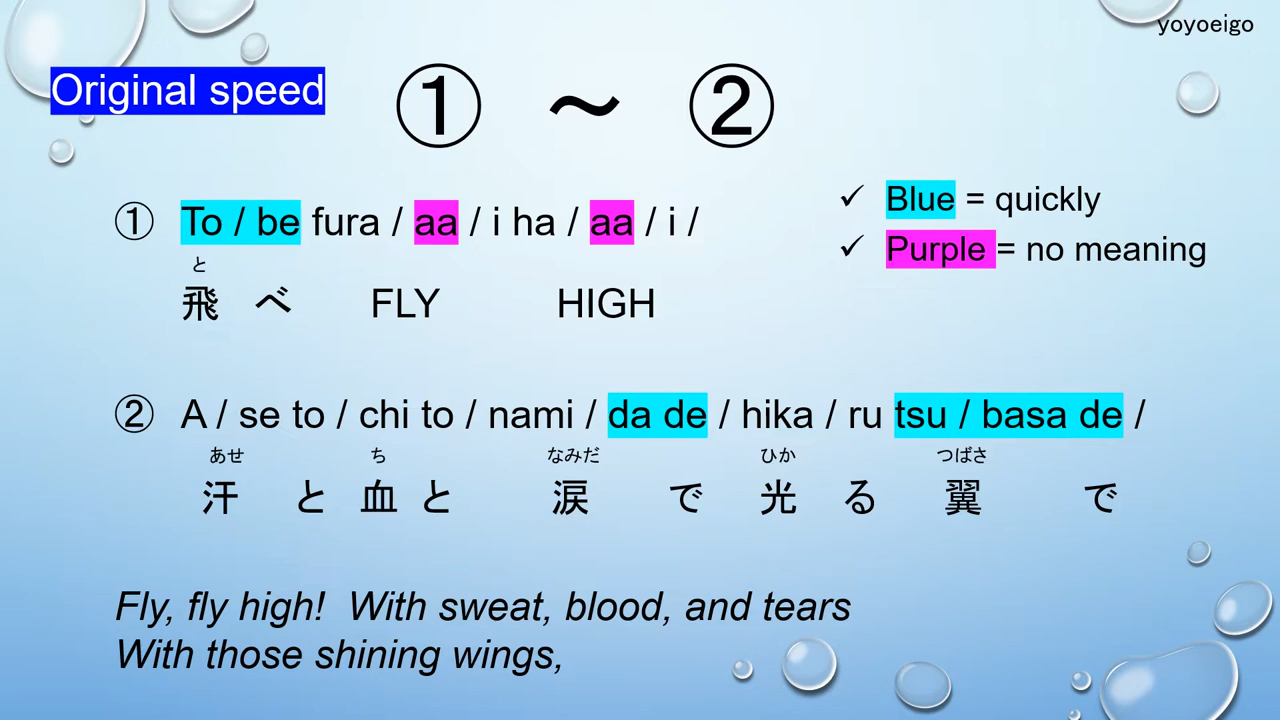 yoyoeigo
Original speed
① ～ ②
① To / be fura / aa / i ha / aa / i /
と
飛 べ FLY HIGH
✓ Blue = quickly
✓ Purple = no meaning
② A / se to / chi to / nami / da de / hika / ru tsu / basa de /
あせ ち なみだ ひか つばさ
汗 と 血 と 涙 で 光 る 翼 で
Fly, fly high! With sweat, blood, and tears
With those shining wings,